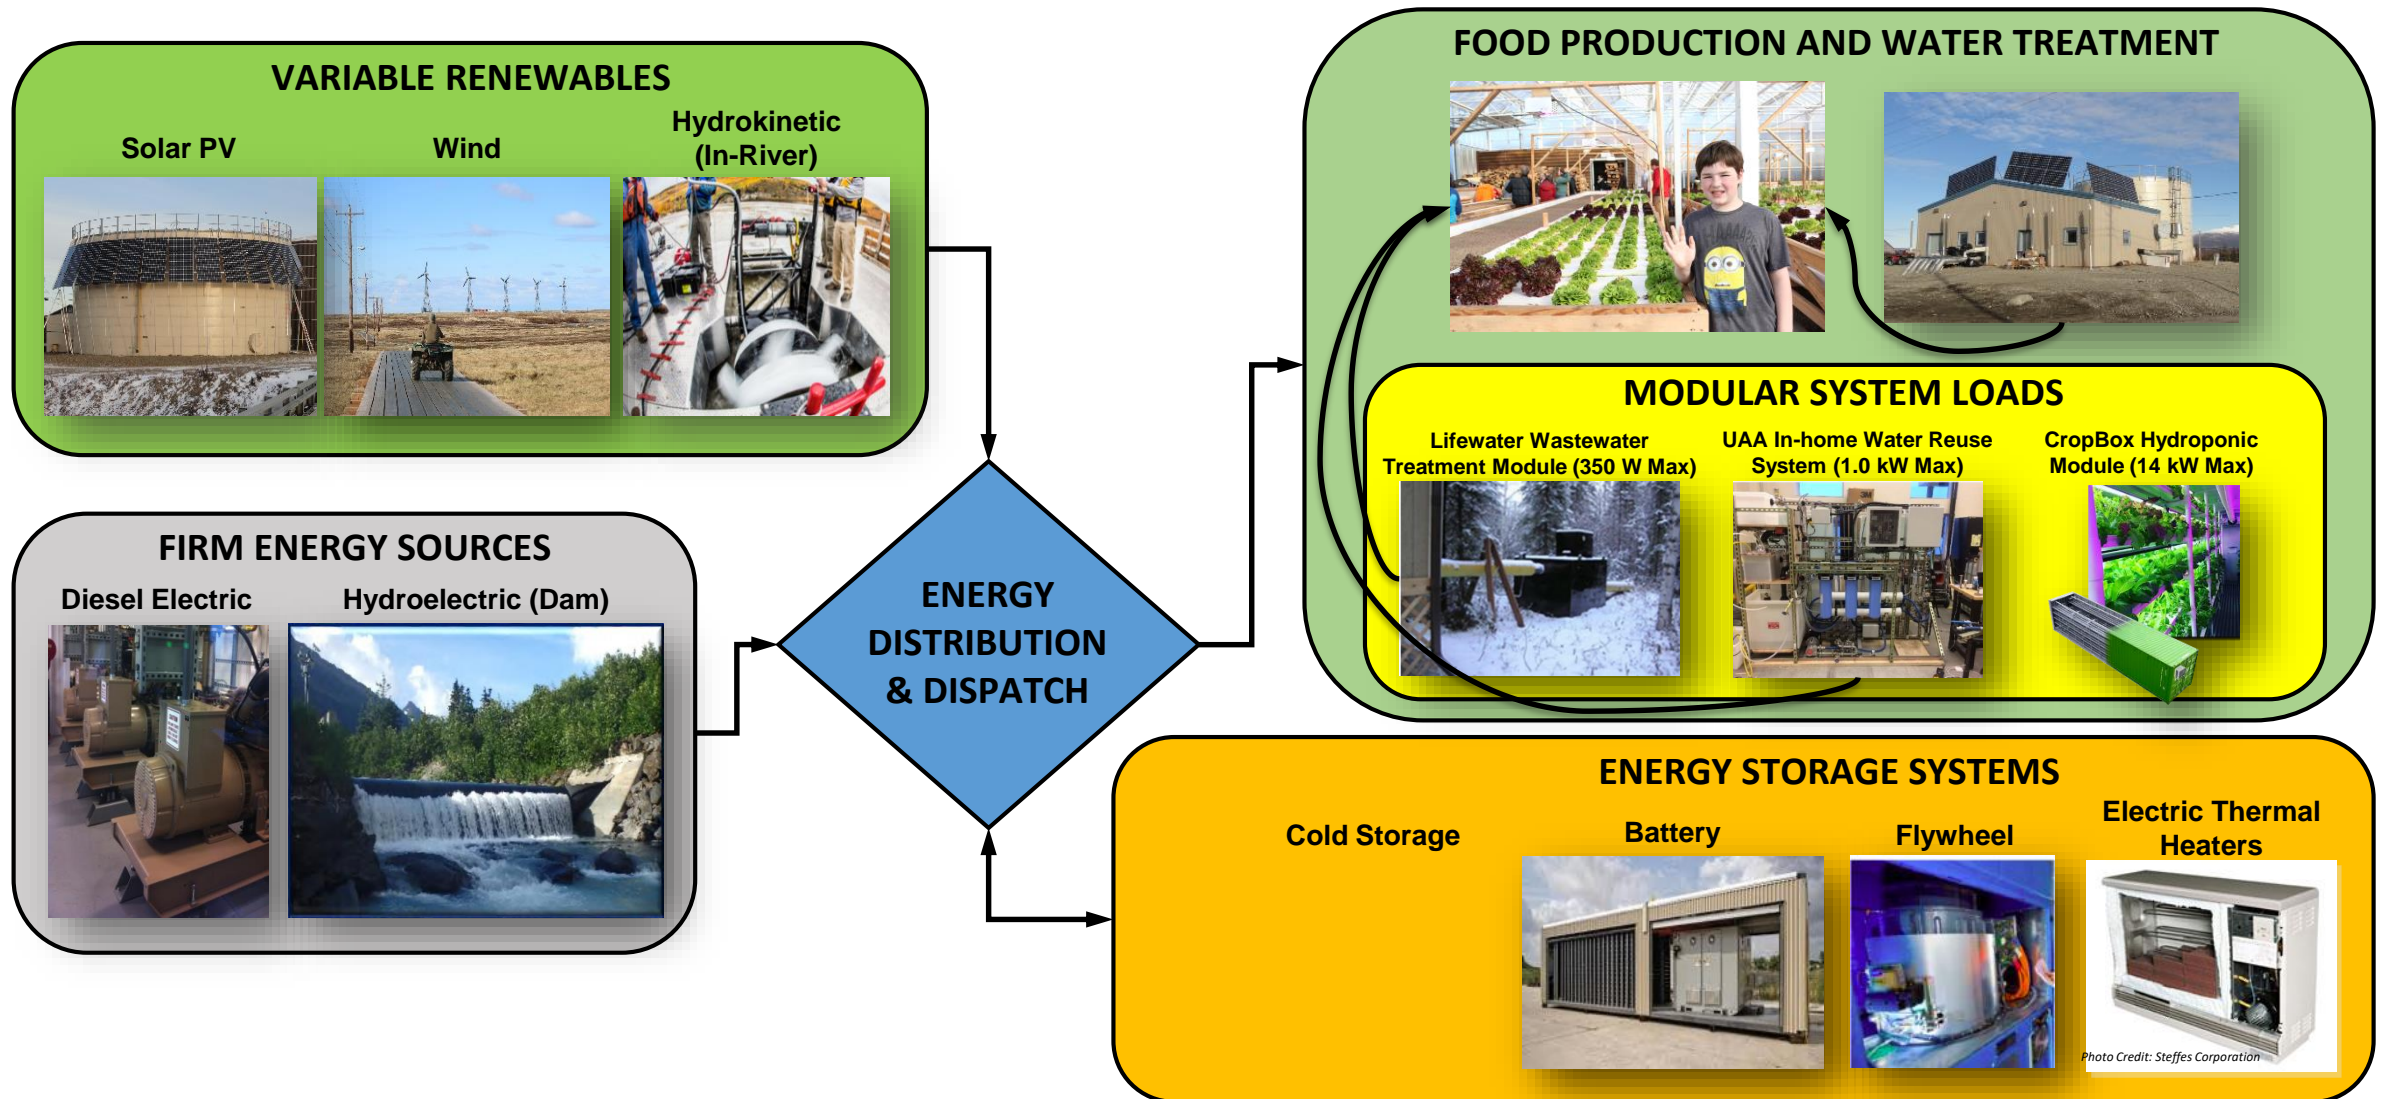 VARIABLE RENEWABLES
Solar PV
Wind
Hydrokinetic
(In-River)
FIRM ENERGY SOURCES
Diesel Electric
Hydroelectric (Dam)
ENERGY
DISTRIBUTION
& DISPATCH
FOOD PRODUCTION AND WATER TREATMENT
MODULAR SYSTEM LOADS
Lifewater Wastewater
Treatment Module (350 W Max)
UAA In-home Water Reuse
System (1.0 kW Max)
CropBox Hydroponic
Module (14 kW Max)
ENERGY STORAGE SYSTEMS
Cold Storage
Battery
Flywheel
Electric Thermal
Heaters
Photo Credit: Steffes Corporation